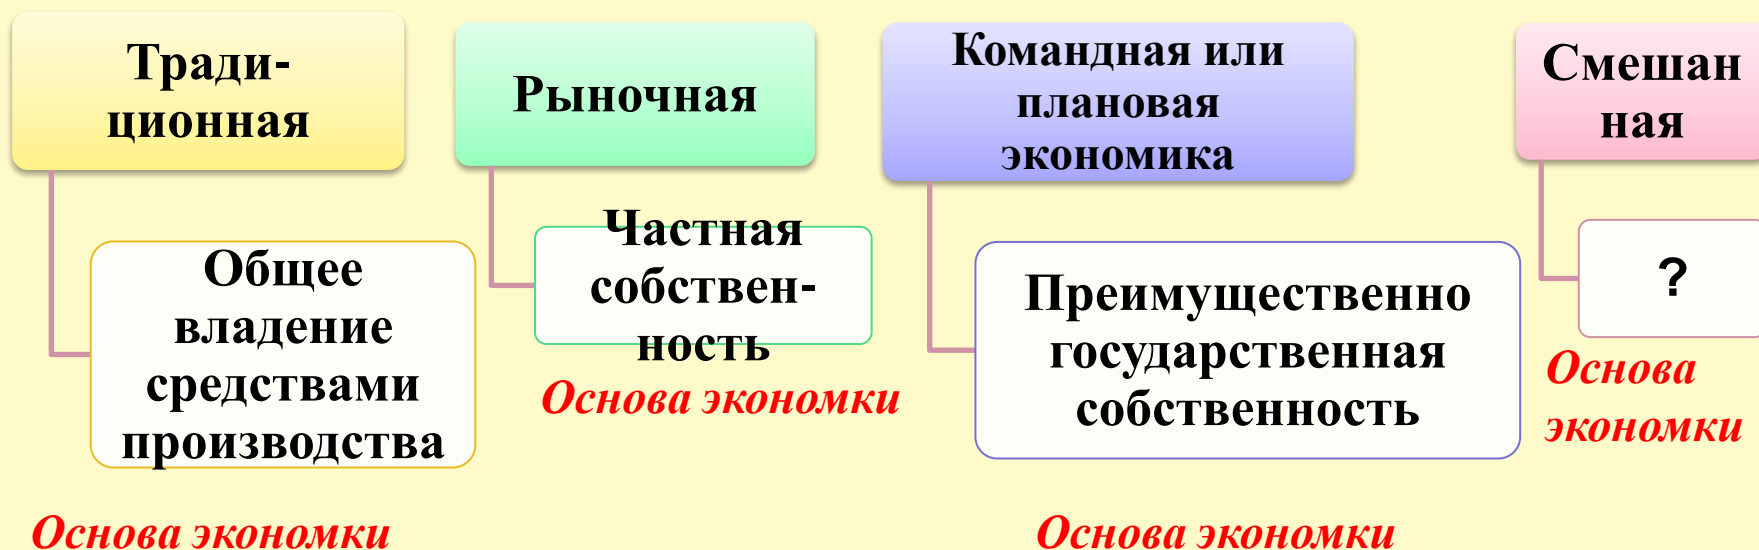 Тради-
ционная
Общее
владение
средствами
производства
Основа экономки
Рыночная
Частная
собствен-
ность
Основа экономки
Командная или
плановая
экономика
Преимущественно
государственная
собственность
Основа экономки
Смешан
ная
?
Основа
экономки